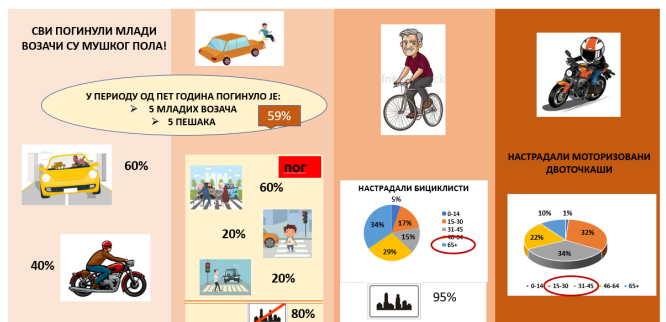 СВИ ПОГИНУЛИ МЛАДИ
ВОЗАЧИ СУ МУШКОГ ПОЛА!
У ПЕРИОДУ ОД ПЕТ ГОДИНА ПОГИНУЛО ЈЕ:
➢ 5 МЛАДИХ ВОЗАЧА
➢ 5 ПЕШАКА
59%
60%
40%
пог
60%
20%
20%
80%
НАСТРАДАЛИ БИЦИКЛИСТИ
5%
17%
15%
29%
34%
0-14
15-30
31-45
46-64
65+
95%
НАСТРАДАЛИ МОТОРИЗОВАНИ
ДВОТОЧКАШИ
10%
1%
32%
22%
34%
0-14 15-30 31-45 46-64 65+